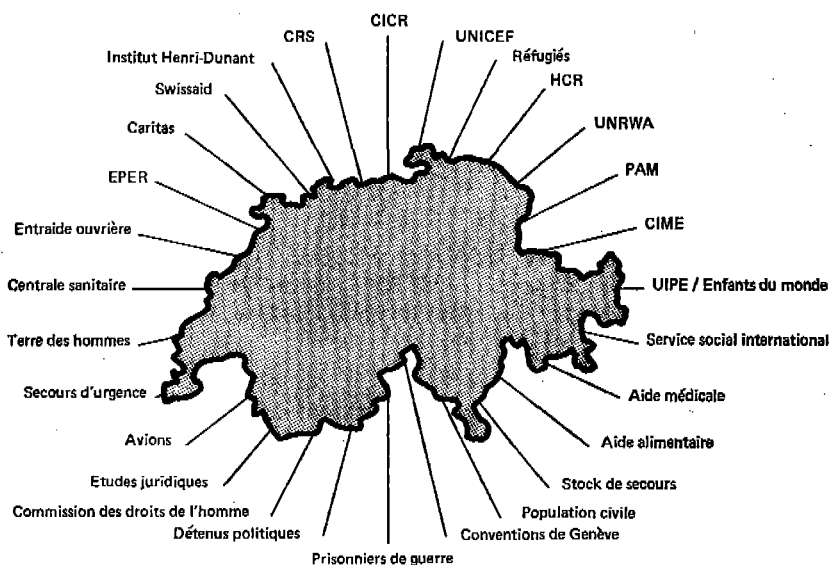 CICR
CRS
UNICEF
Institut Henri-Dunant
Réfugiés
Swissaid
HCR
Caritas
UNRWA
EPER
PAM
Entraide ouvrière
CIME
Centrale sanitaire
UIPE / Enfants du monde
Terre des hommes
Service social international
Secours d'urgence
Aide médicale
Avions
Aide alimentaire
Etudes juridiques
Stock de secours
Commission des droits de l'homme
Population civile
Détenus politiques
Conventions de Genève
Prisonniers de guerre